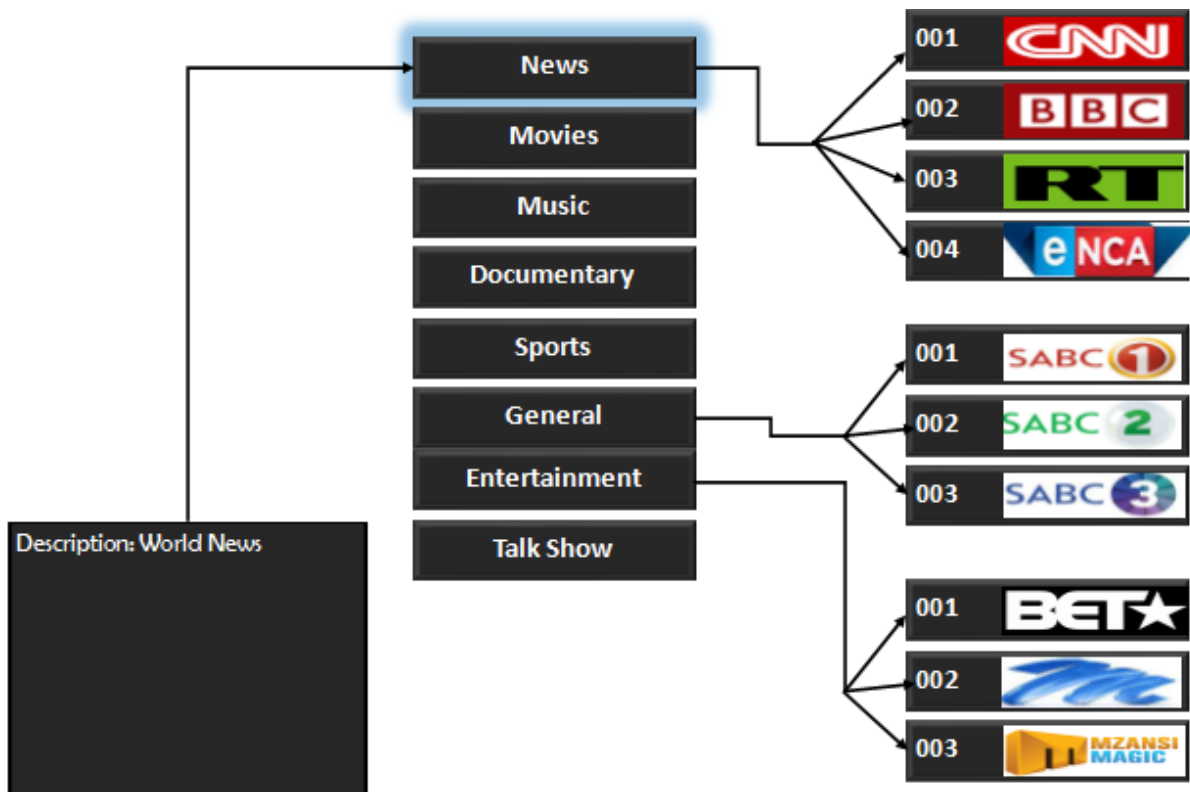 News
Movies
Music
Documentary
Sports
General
Entertainment
Talk Show
Description: World News
001 CNN
002 BBC
003 RT
004 eNCA
001 SABC 1
002 SABC 2
003 SABC 3
001 BET
002
003 MZANSI
MAGIC